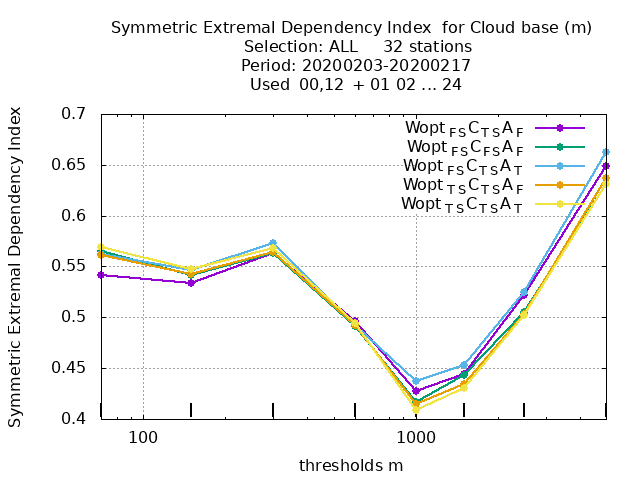 Symmetric Extremal Dependency Index  for Cloud base (m)
Selection: ALL     32 stations
Period: 20200203-20200217
Used  00,12  + 01 02 ... 24
Symmetric Extremal Dependency Index
0.7
0.65
0.6
0.55
0.5
0.45
0.4
Wopt FS C TS A F
Wopt FS C FS A F
Wopt FS C TS A T
Wopt TS C TS A F
Wopt TS C TS A T
100
1000
thresholds m